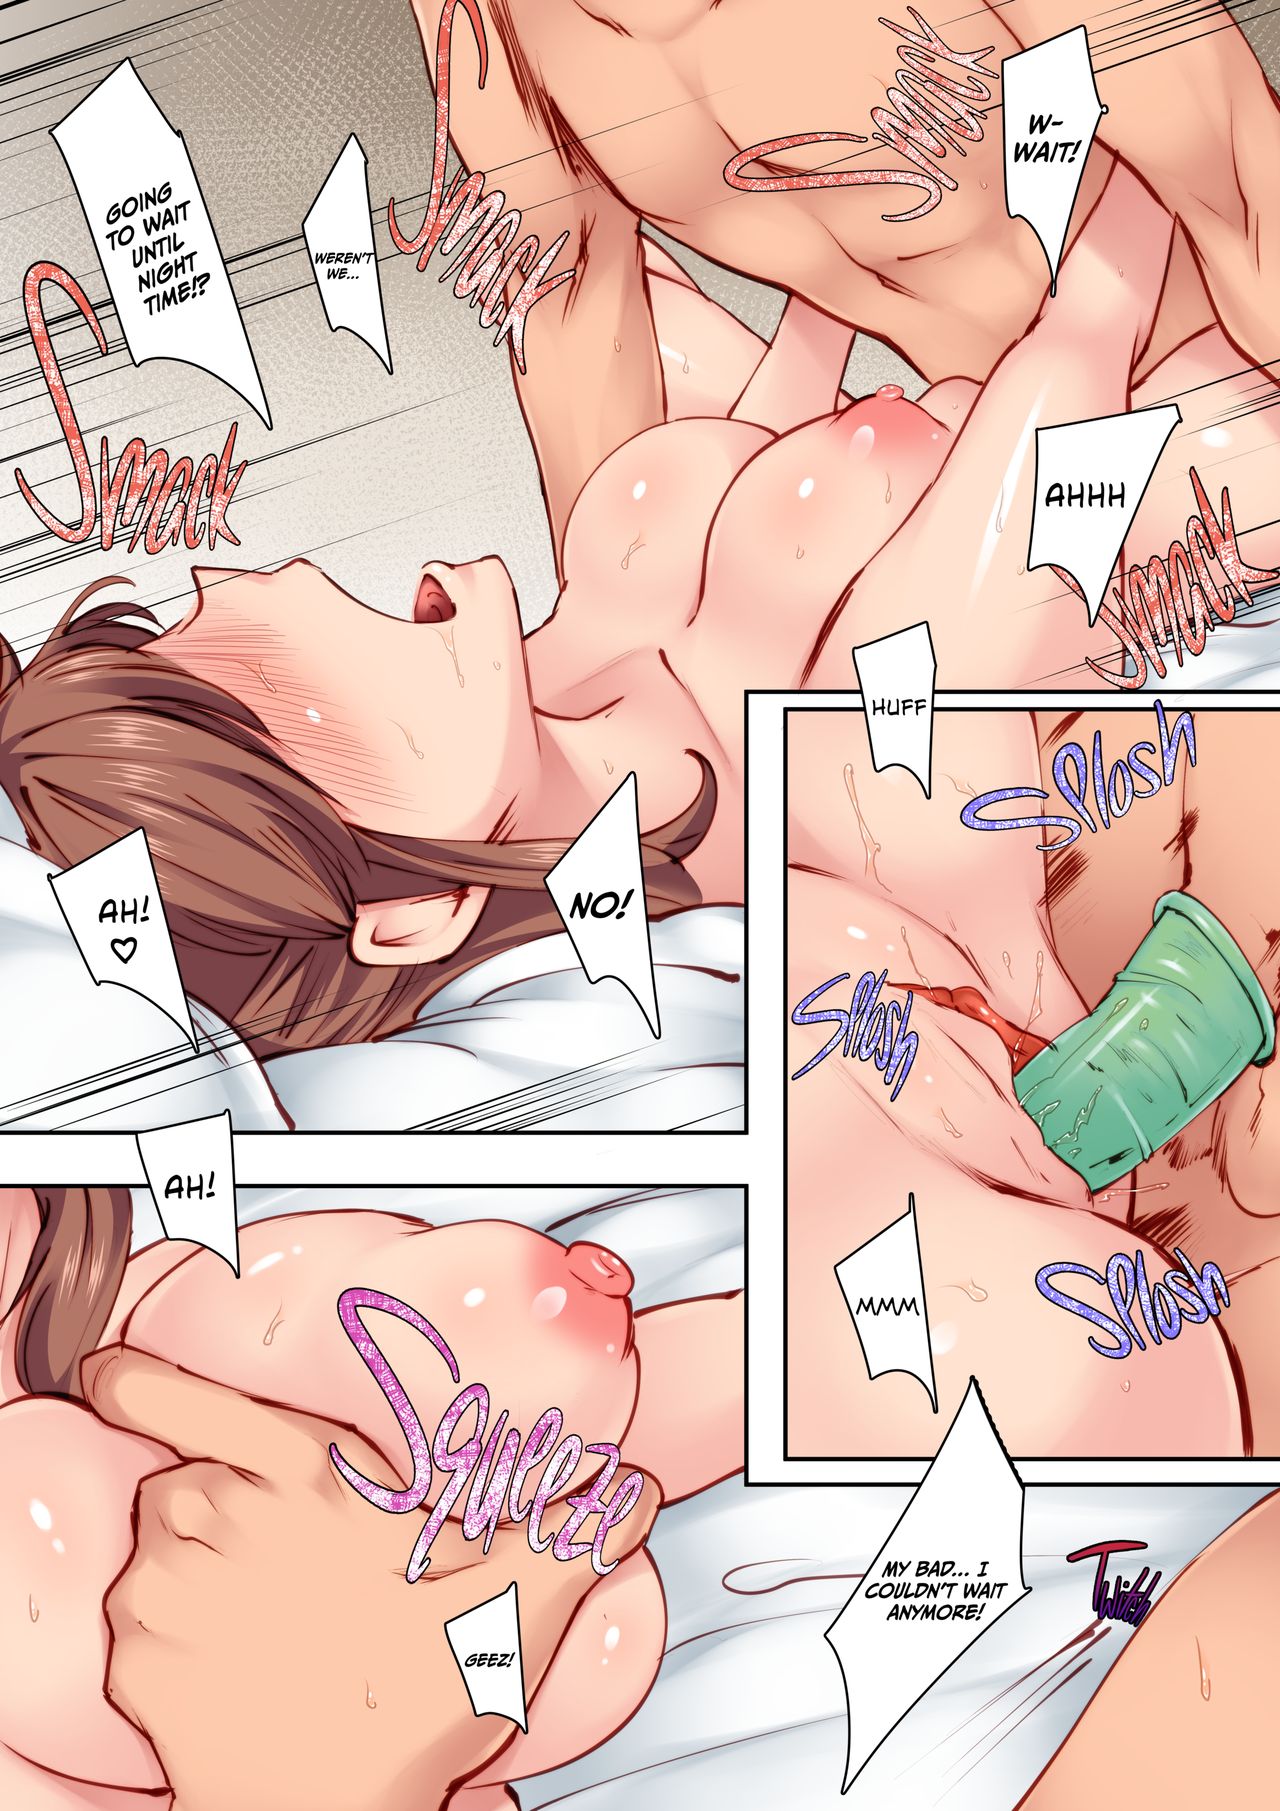 W-
WAIT!
SMACK
SMACK
WEREN'T
WE...
GOING
TO WAIT
UNTIL
NIGHT
TIME!?
SMACK
AHHH
SMACK
NO!
AH!
♡
HUFF
SPLOSH
SPLOSH
MMM
SPLOSH
AH!
SQUEEZE
MY BAD... I
COULDN'T WAIT
ANYMORE!
TWITCH
GEEZ!